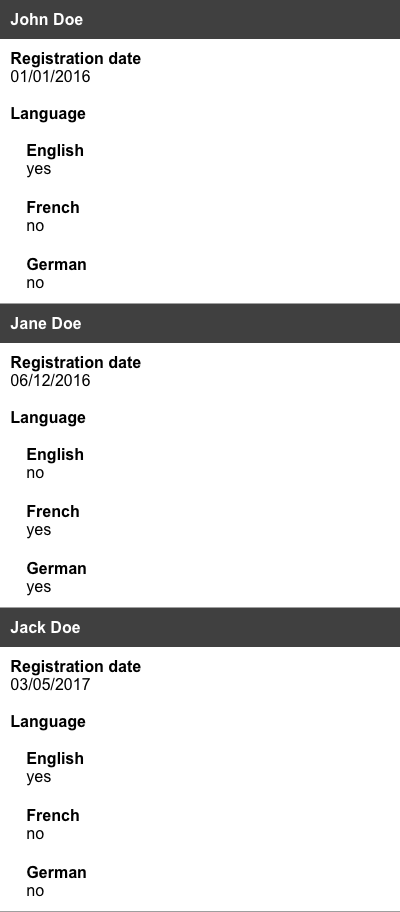 John Doe
Registration date
01/01/2016
Language
English
yes
French
no
German
no
Jane Doe
Registration date
06/12/2016
Language
English
no
French
yes
German
yes
Jack Doe
Registration date
03/05/2017
Language
English
yes
French
no
German
no